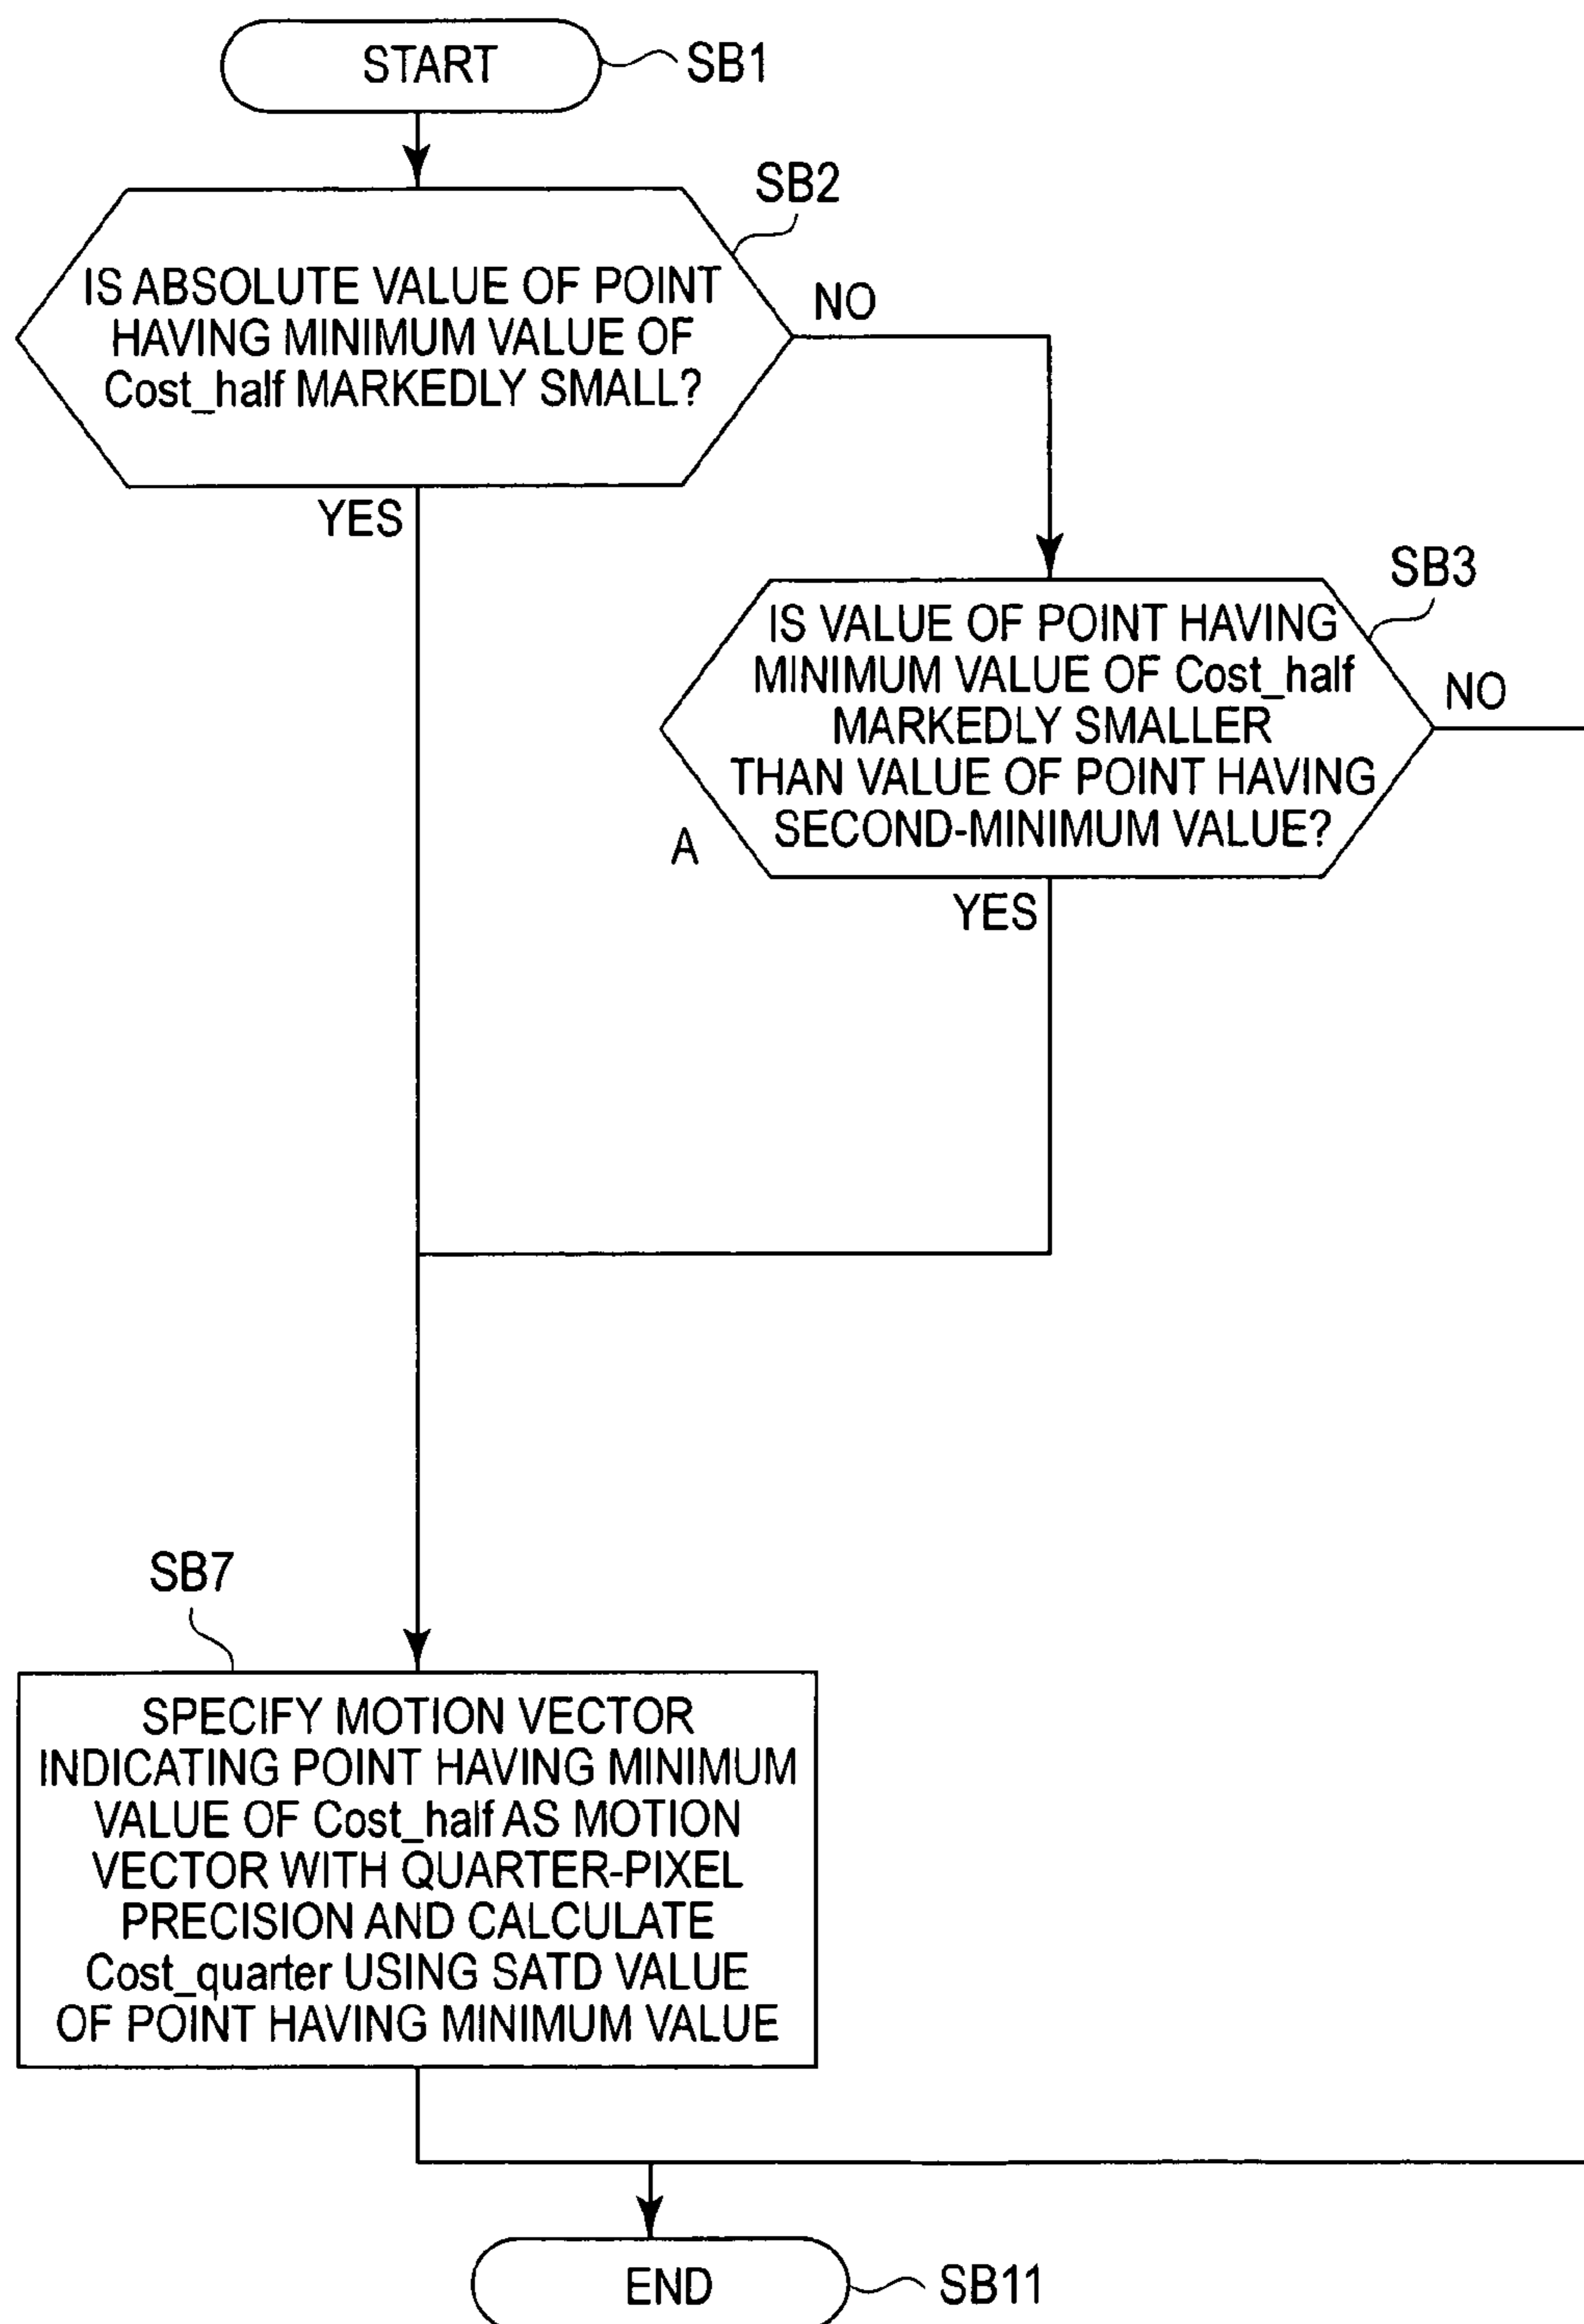 START
SB1
SB2
IS ABSOLUTE VALUE OF POINT
HAVING MINIMUM VALUE OF
Cost_half MARKEDLY SMALL?
NO
YES
SB3
IS VALUE OF POINT HAVING
MINIMUM VALUE OF Cost_half
MARKEDLY SMALLER
THAN VALUE OF POINT HAVING
SECOND-MINIMUM VALUE?
NO
A
YES
SB7
SPECIFY MOTION VECTOR
INDICATING POINT HAVING MINIMUM
VALUE OF Cost_half AS MOTION
VECTOR WITH QUARTER-PIXEL
PRECISION AND CALCULATE
Cost_quarter USING SATD VALUE
OF POINT HAVING MINIMUM VALUE
END
SB11